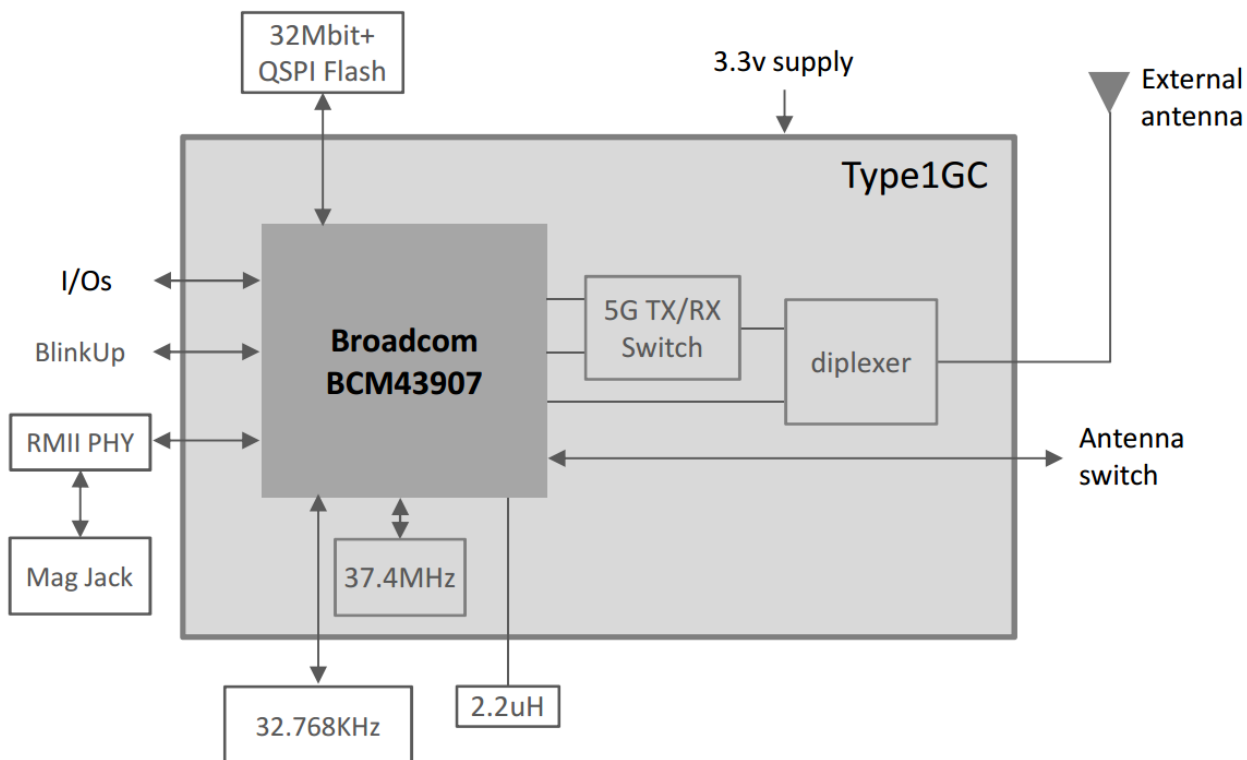 32Mbit+
QSPI Flash
3.3v supply
External
antenna
Type1GC
I/Os
BlinkUp
RMII PHY
Mag Jack
Broadcom
BCM43907
5G TX/RX
Switch
diplexer
Antenna
switch
37.4MHz
32.768KHz
2.2uH